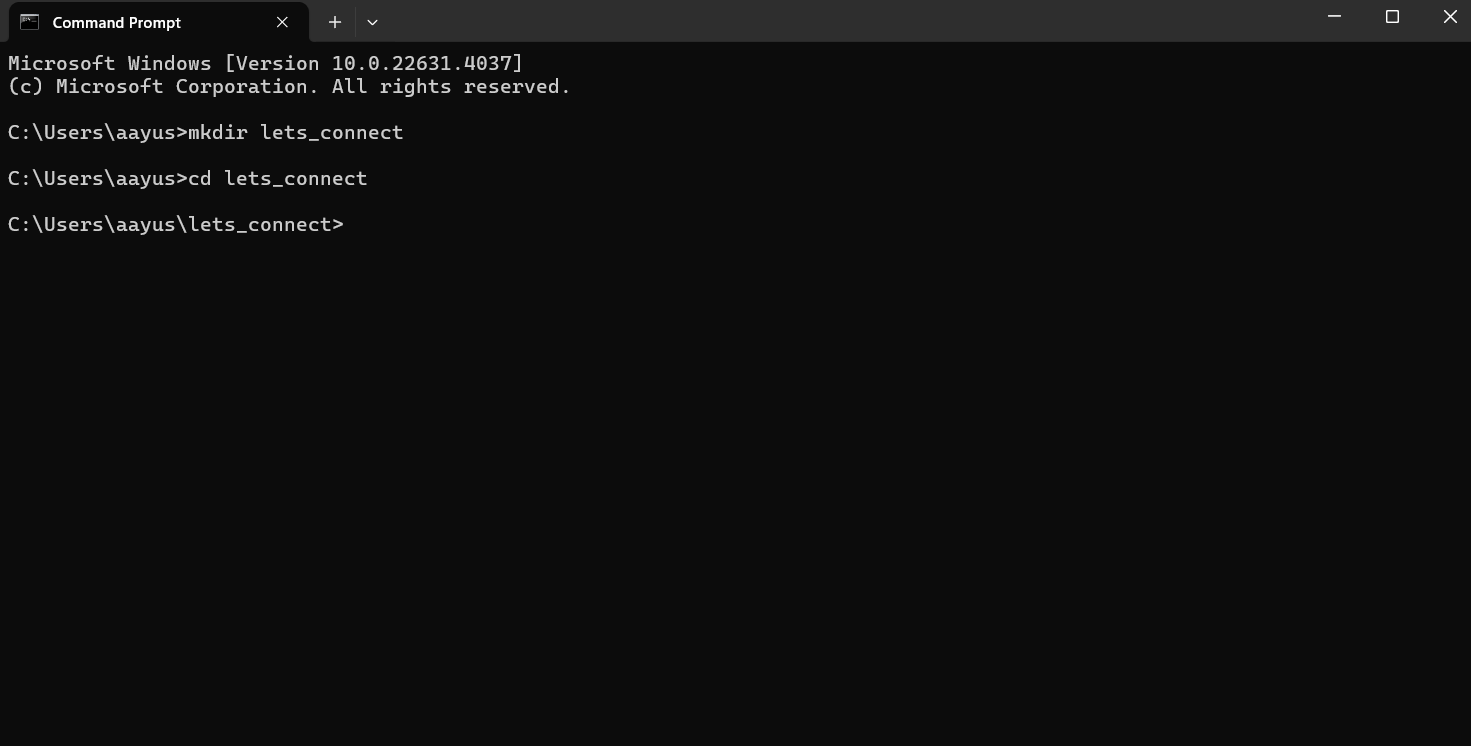 Command Prompt
Microsoft Windows [Version 10.0.22631.4037]
(c) Microsoft Corporation. All rights reserved.
C:\Users\aayus>mkdir lets_connect
C:\Users\aayus>cd lets_connect
C:\Users\aayus\lets_connect>